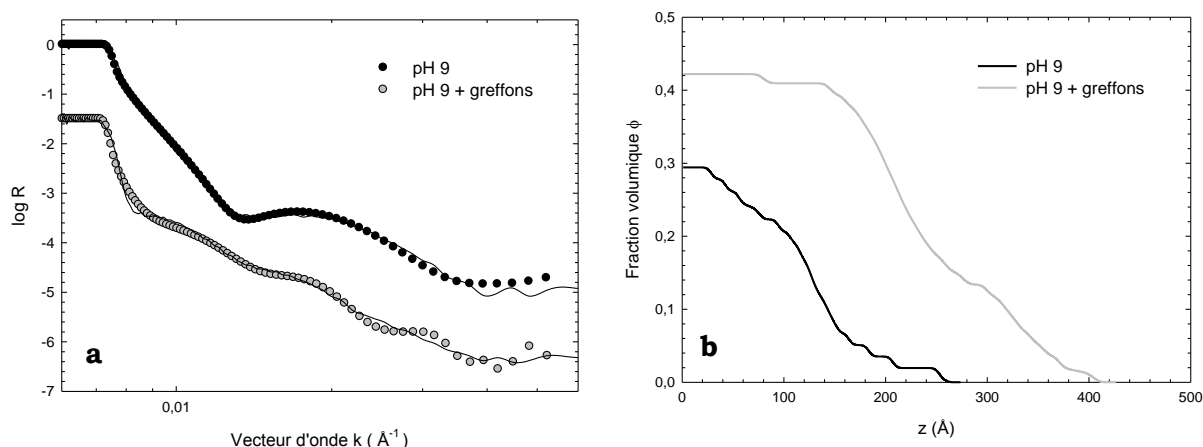 0
-1
-2
-3
-4
-5
-6
-7
log R
pH 9
pH 9 + greffons
a
0,01
Vecteur d'onde k ( Å⁻¹)
0,5
0,4
0,3
0,2
0,1
0,0
Fraction volumique ϕ
pH 9
pH 9 + greffons
b
0 100 200 300 400 500
z (Å)